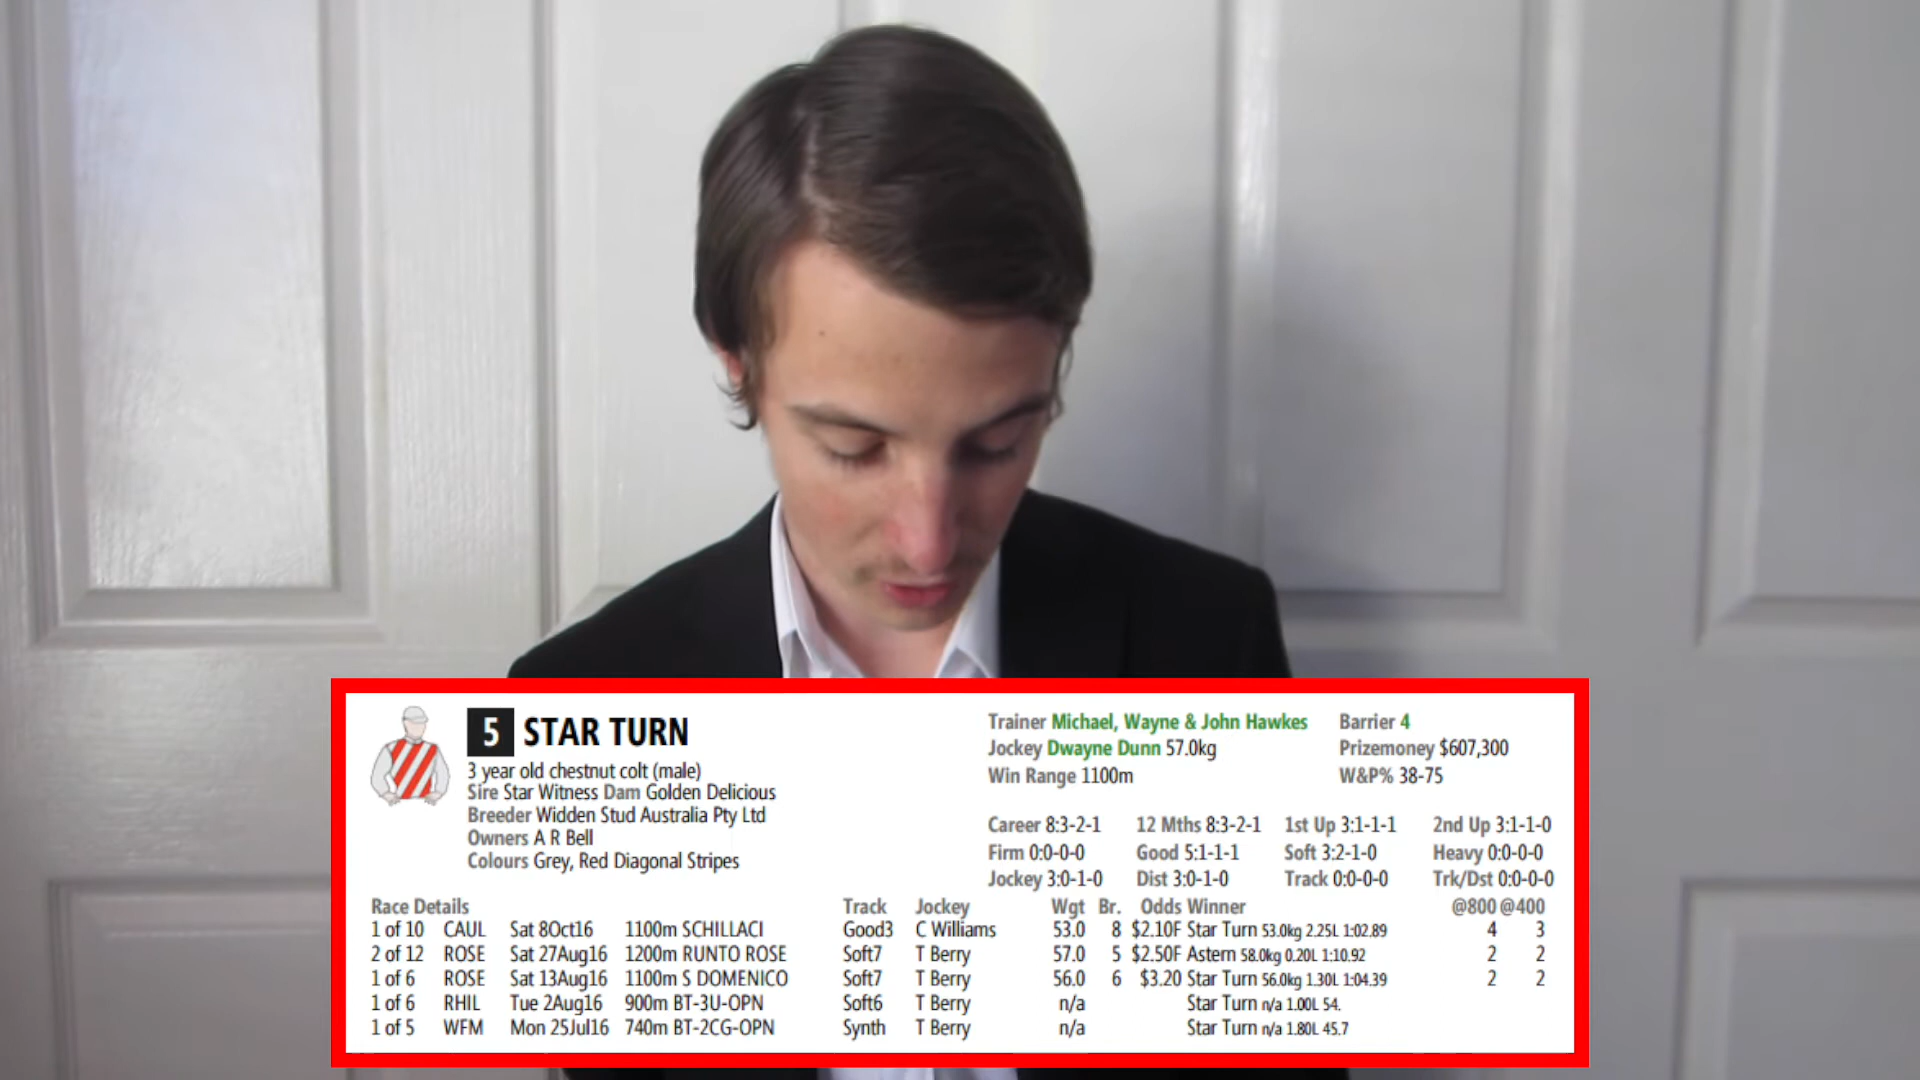 5 STAR TURN
3 year old chestnut colt (male)
Sire Star Witness Dam Golden Delicious
Breeder Widden Stud Australia Pty Ltd
Owners A R Bell
Colours Grey, Red Diagonal Stripes
Trainer Michael, Wayne & John Hawkes Barrier 4
Jockey Dwayne Dunn 57.0kg Prizemoney $607,300
Win Range 1100m W&P% 38-75
Career 8:3-2-1 12 Mths 8:3-2-1 1st Up 3:1-1-1 2nd Up 3:1-1-0
Firm 0:0-0-0 Good 5:1-1-1 Soft 3:2-1-0 Heavy 0:0-0-0
Jockey 3:0-1-0 Dist 3:0-1-0 Track 0:0-0-0 Trk/Dst 0:0-0-0
Race Details Track Jockey Wgt Br. Odds Winner @800 @400
1 of 10 CAUL Sat 8Oct16 1100m SCHILLACI Good3 C Williams 53.0 8 $2.10F Star Turn 53.0kg 2.25L 1:02.89 4 3
2 of 12 ROSE Sat 27Aug16 1200m RUNTO ROSE Soft7 T Berry 57.0 5 $2.50F Astern 58.0kg 0.20L 1:10.92 2 2
1 of 6 ROSE Sat 13Aug16 1100m S DOMENICO Soft7 T Berry 56.0 6 $3.20 Star Turn 56.0kg 1.30L 1:04.39 2 2
1 of 6 RHIL Tue 2Aug16 900m BT-3U-OPN Soft6 T Berry n/a Star Turn n/a 1.00L 54.
1 of 5 WFM Mon 25Jul16 740m BT-2CG-OPN Synth T Berry n/a Star Turn n/a 1.80L 45.7